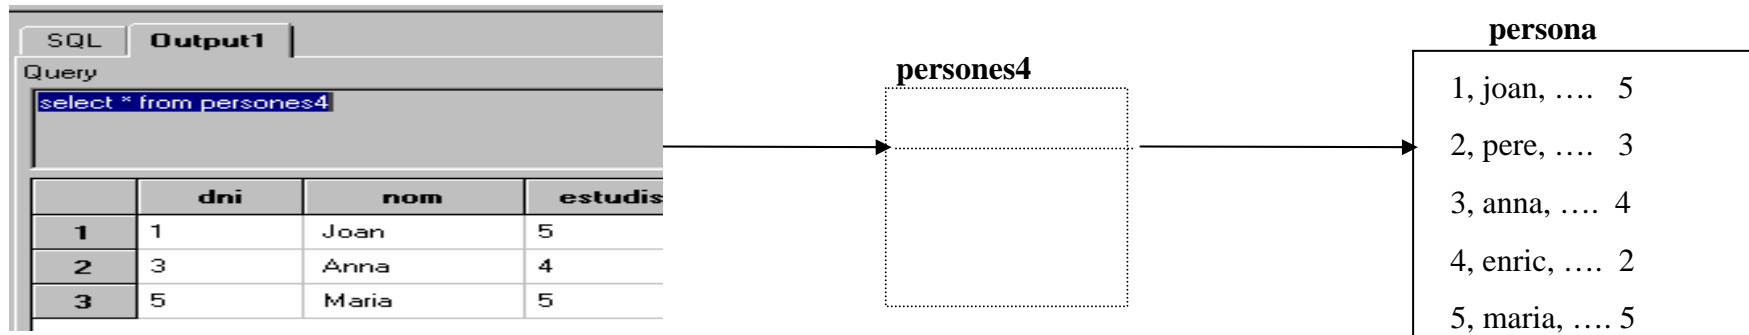 SQL Output1
Query
select * from persones4
dni nom estudis
1 1 Joan 5
2 3 Anna 4
3 5 Maria 5
persones4
persona
1, joan, …. 5
2, pere, …. 3
3, anna, …. 4
4, enric, …. 2
5, maria, …. 5